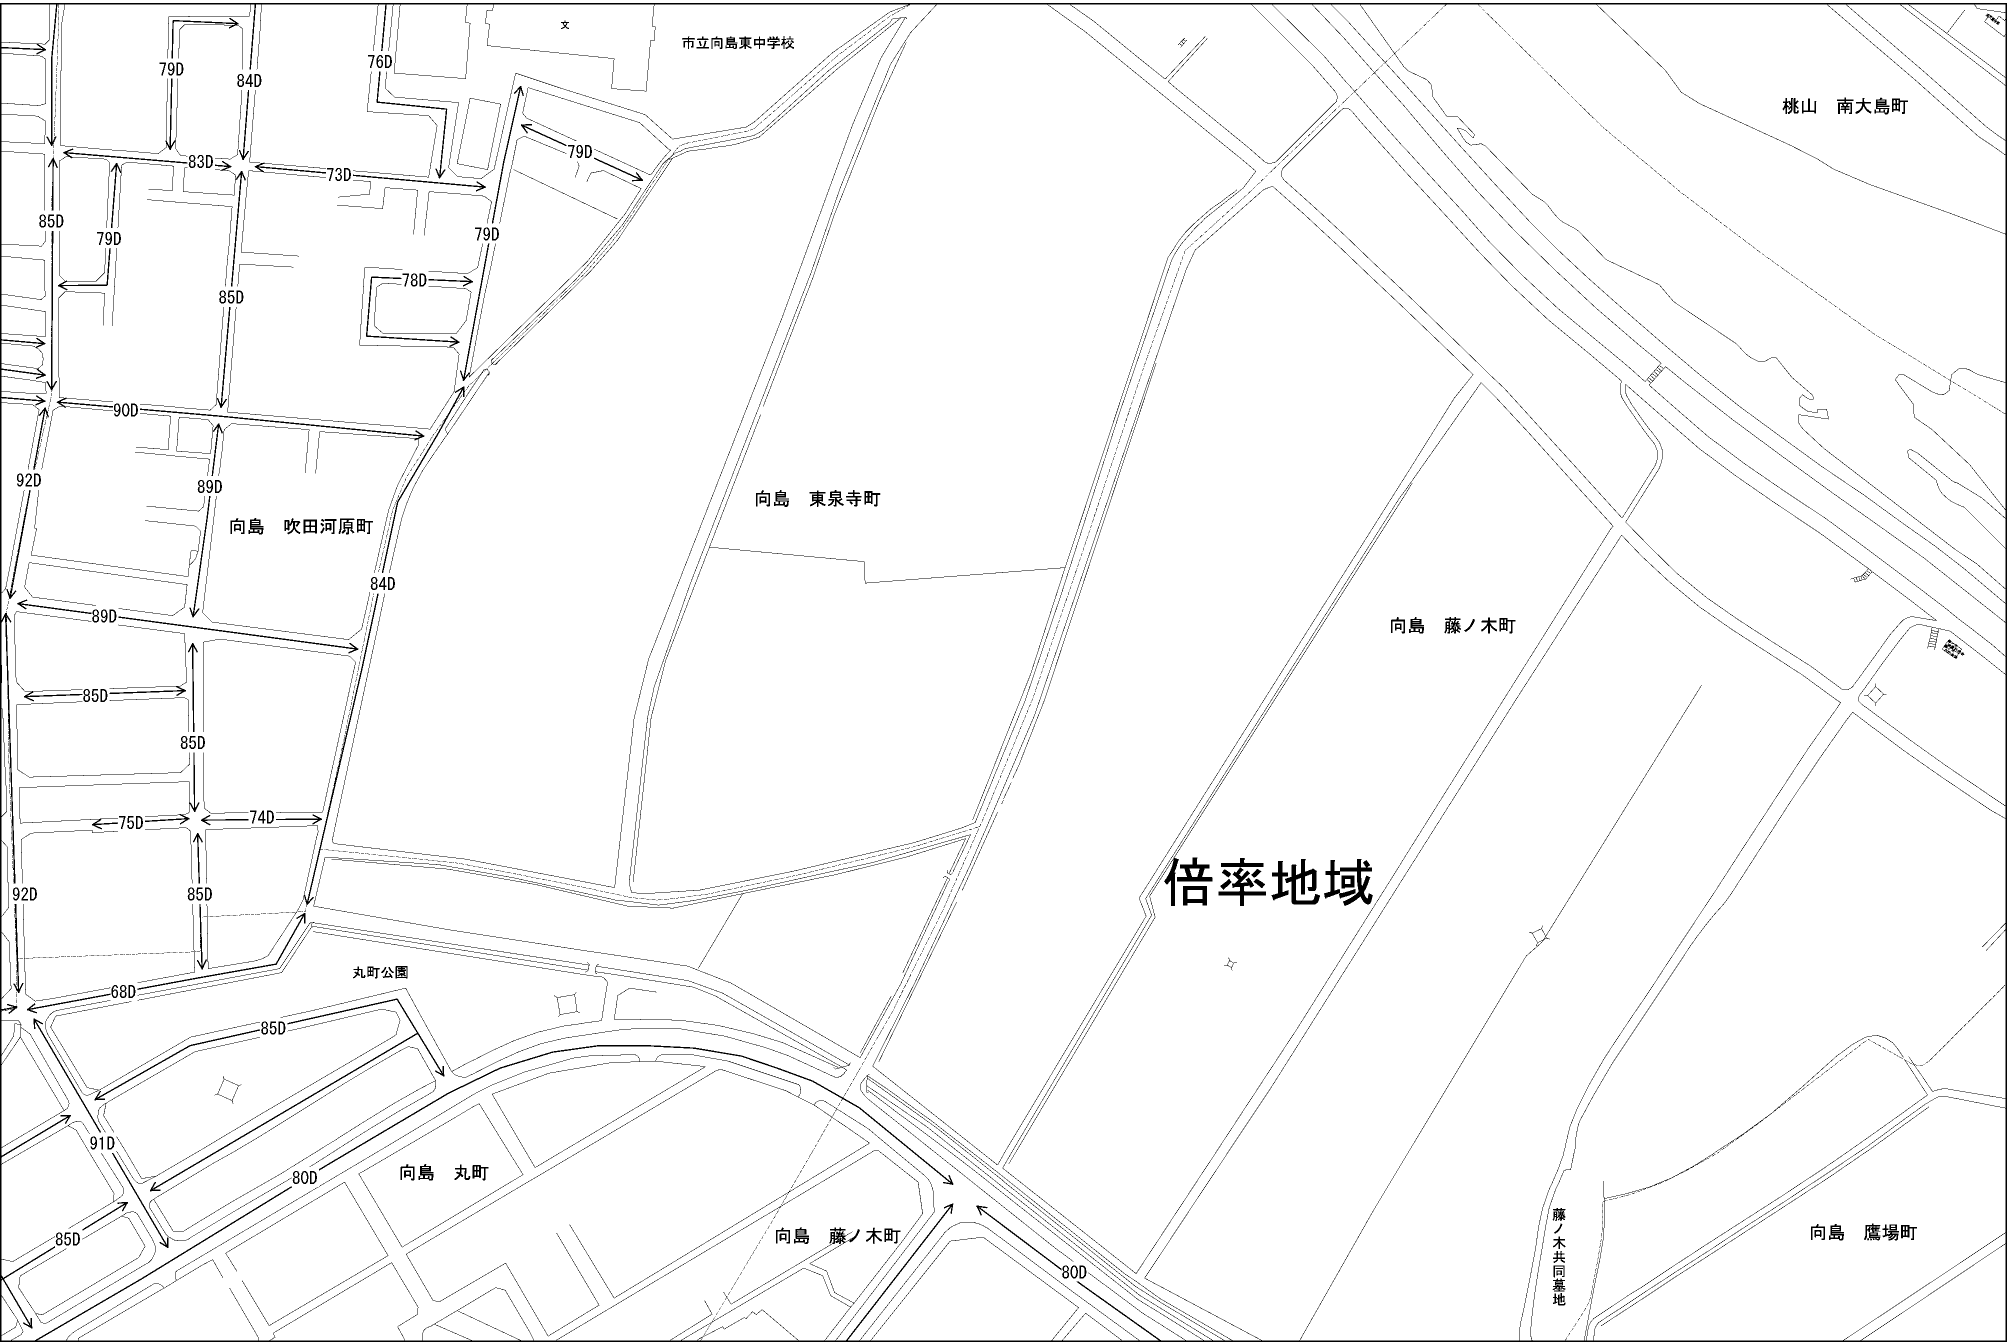 文
市立向島東中学校
79D
84D
76D
桃山　南大島町
83D
73D
79D
85D
79D
79D
78D
85D
90D
92D
89D
向島　吹田河原町
向島　東泉寺町
84D
89D
向島　藤ノ木町
85D
85D
75D
74D
倍率地域
92D
85D
丸町公園
68D
85D
91D
80D
向島　丸町
85D
向島　藤ノ木町
80D
藤ノ木共同墓地
向島　鷹場町